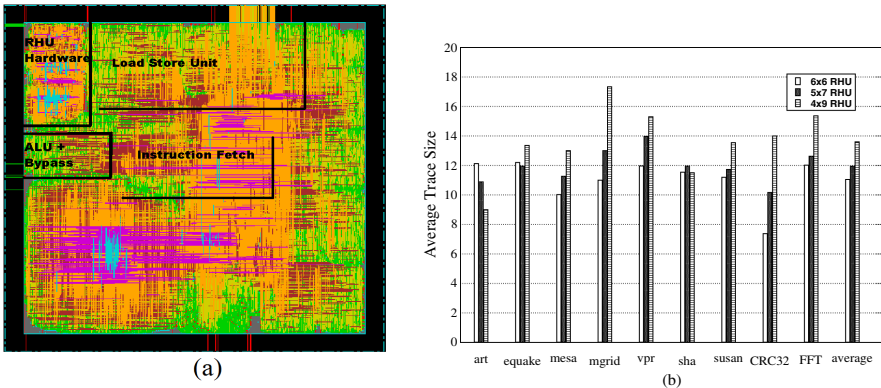 RHU
Hardware
Load Store Unit
ALU +
Bypass
Instruction Fetch
(a)
Average Trace Size
20
18
16
14
12
10
8
6
4
2
0
6x6 RHU
5x7 RHU
4x9 RHU
art equake mesa mgrid vpr sha susan CRC32 FFT average
(b)